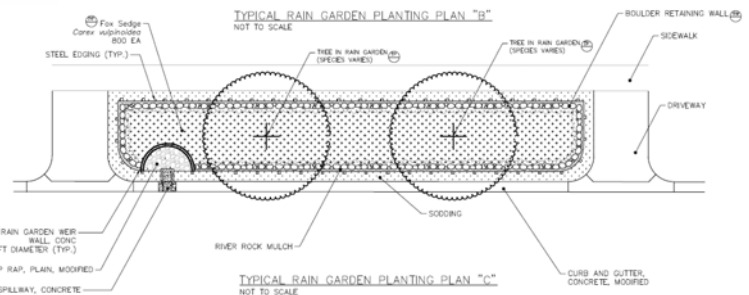 TYPICAL RAIN GARDEN PLANTING PLAN "B"
NOT TO SCALE
BOULDER RETAINING WALL
Fox Sedge
Carex vulpinoidea
800 EA
STEEL EDGING (TYP.)
TREE IN RAIN GARDEN
(SPECIES VARIES)
TREE IN RAIN GARDEN
(SPECIES VARIES)
SIDEWALK
DRIVEWAY
SODDING
RAIN GARDEN WEIR
WALL, CONC
FT DIAMETER (TYP.)
RIVER ROCK MULCH
P RAP, PLAIN, MODIFIED
SPILLWAY, CONCRETE
CURB AND GUTTER,
CONCRETE, MODIFIED
TYPICAL RAIN GARDEN PLANTING PLAN "C"
NOT TO SCALE